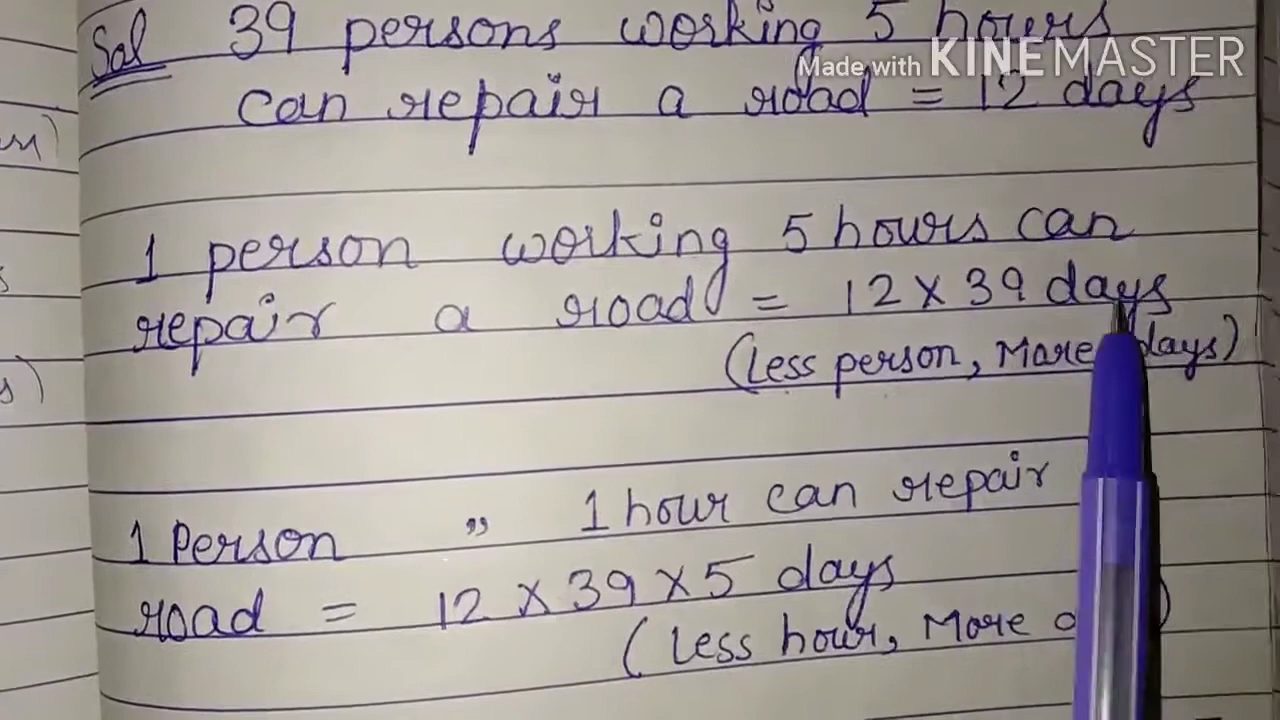 Sol 39 persons working 5 hours
Made with KINEMASTER
can repair a road = 12 days
1 person working 5 hours can
repair a road = 12 x 39 days
(Less person, More days)
1 Person ,, 1 hour can repair
road = 12 x 39 x 5 days
(Less hour, More